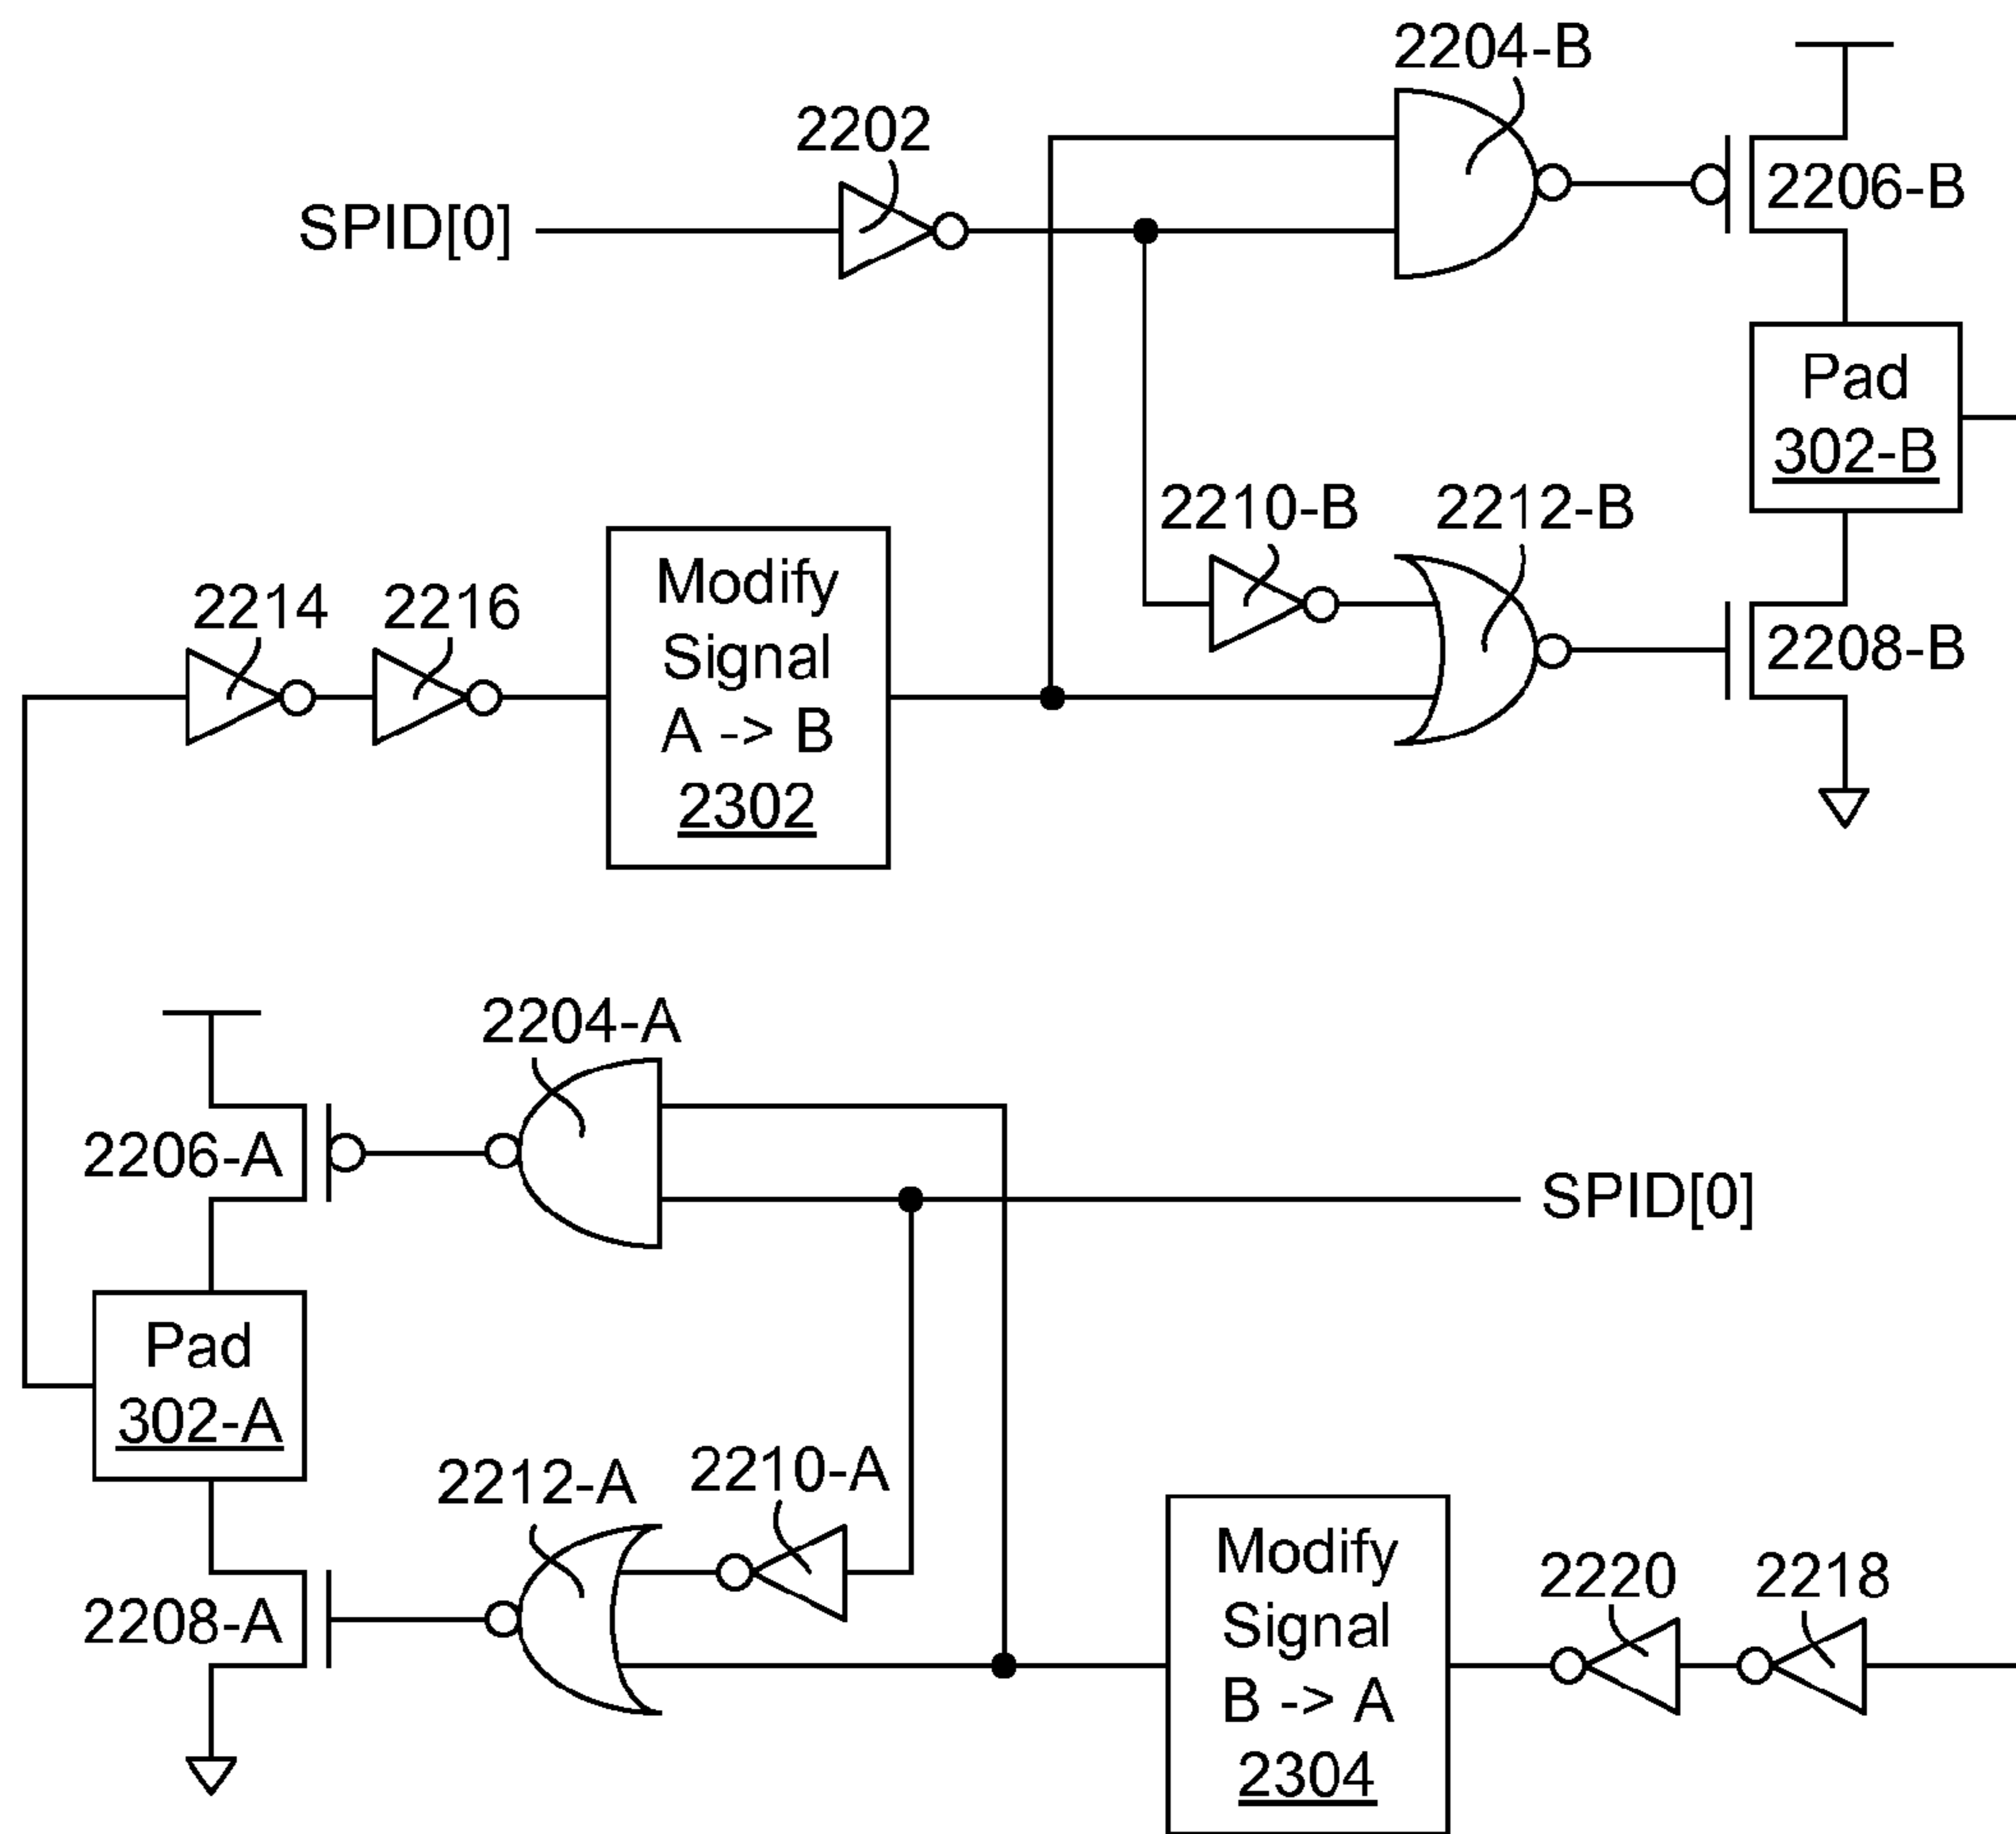 2204-B
2202
SPID[0]
2206-B
Pad
302-B
2210-B
2212-B
2208-B
2214
2216
Modify
Signal
A -> B
2302
2204-A
2206-A
SPID[0]
Pad
302-A
2212-A
2210-A
2208-A
Modify
Signal
B -> A
2304
2220
2218